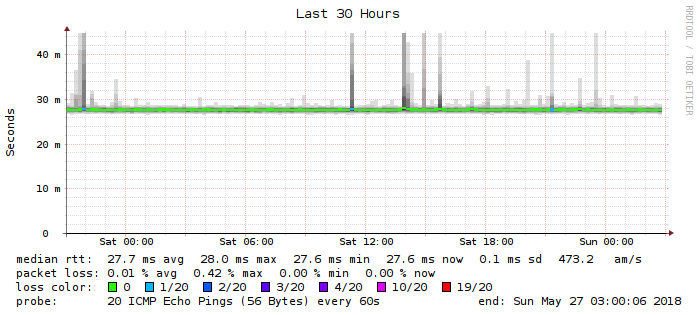 Last 30 Hours
RRDTOOL / TOBI OETIKER
Seconds
40 m
30 m
20 m
10 m
0
Sat 00:00 Sat 06:00 Sat 12:00 Sat 18:00 Sun 00:00
median rtt: 27.7 ms avg 28.0 ms max 27.6 ms min 27.6 ms now 0.1 ms sd 473.2 am/s
packet loss: 0.01 % avg 0.42 % max 0.00 % min 0.00 % now
loss color: 0 1/20 2/20 3/20 4/20 10/20 19/20
probe: 20 ICMP Echo Pings (56 Bytes) every 60s end: Sun May 27 03:00:06 2018